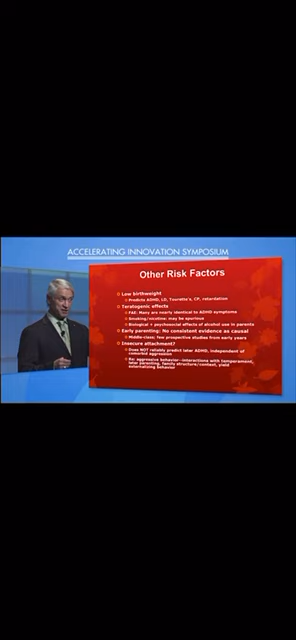 ACCELERATING INNOVATION SYMPOSIUM
Other Risk Factors
Low birthweight
Predicts ADHD, LD, Tourette's, CP, retardation
Teratogenic effects
FAE: Many are nearly identical to ADHD symptoms
Smoking/nicotine: may be spurious
Biological + psychosocial effects of alcohol use in parents
Early parenting: No consistent evidence as causal
Middle-class: few prospective studies from early years
Insecure attachment?
Does NOT reliably predict later ADHD, independent of
comorbid aggression
Re: aggressive behavior--interactions with temperament,
later parenting, family structure/context, yield
externalizing behavior